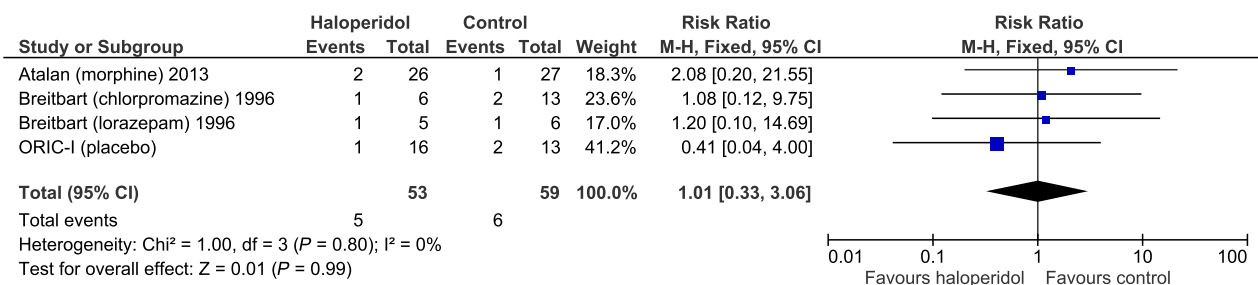 Haloperidol Control Risk Ratio Risk Ratio
Study or Subgroup Events Total Events Total Weight M-H, Fixed, 95% CI M-H, Fixed, 95% CI
Atalan (morphine) 2013 2 26 1 27 18.3% 2.08 [0.20, 21.55]
Breitbart (chlorpromazine) 1996 1 6 2 13 23.6% 1.08 [0.12, 9.75]
Breitbart (lorazepam) 1996 1 5 1 6 17.0% 1.20 [0.10, 14.69]
ORIC-I (placebo) 1 16 2 13 41.2% 0.41 [0.04, 4.00]
Total (95% CI) 53 59 100.0% 1.01 [0.33, 3.06]
Total events 5 6
Heterogeneity: Chi² = 1.00, df = 3 (P = 0.80); I² = 0%
Test for overall effect: Z = 0.01 (P = 0.99)
0.01 0.1 1 10 100
Favours haloperidol Favours control